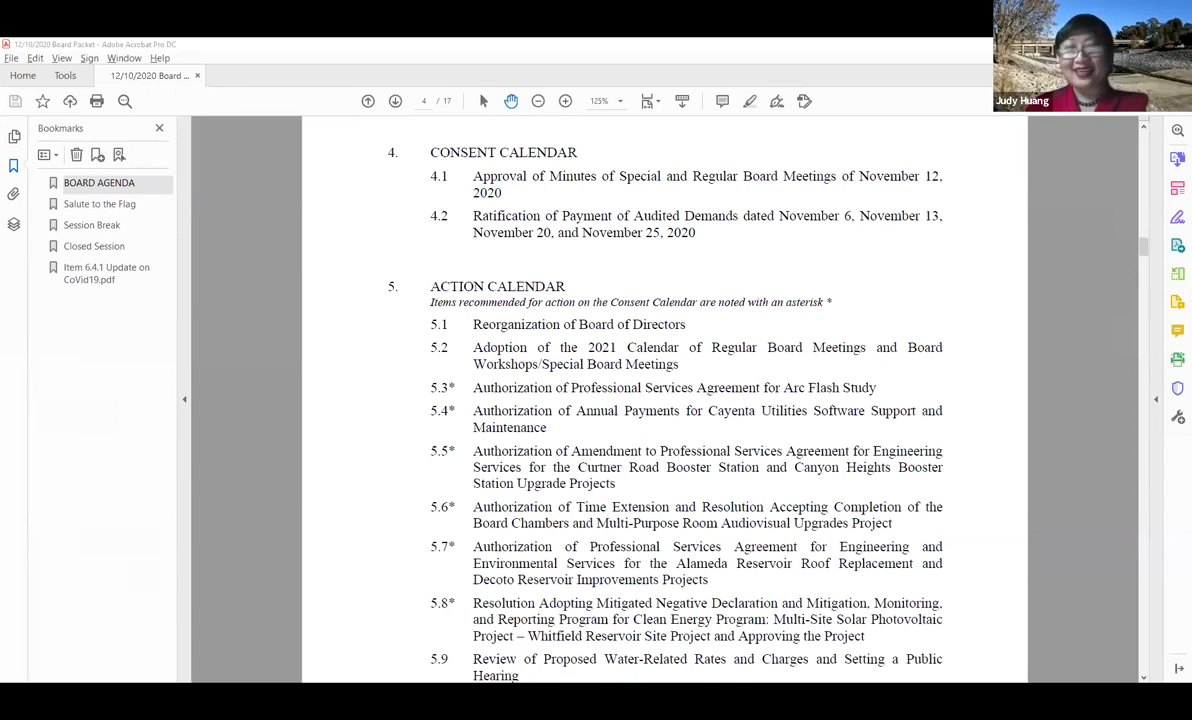 12/10/2020 Board Packet - Adobe Acrobat Pro DC
File Edit View Sign Window Help
Home Tools 12/10/2020 Board ... ×
4 / 17 125%
Judy Huang
Bookmarks
BOARD AGENDA
Salute to the Flag
Session Break
Closed Session
Item 6.4.1 Update on
CoVid19.pdf
4. CONSENT CALENDAR
4.1 Approval of Minutes of Special and Regular Board Meetings of November 12,
2020
4.2 Ratification of Payment of Audited Demands dated November 6, November 13,
November 20, and November 25, 2020
5. ACTION CALENDAR
Items recommended for action on the Consent Calendar are noted with an asterisk *
5.1 Reorganization of Board of Directors
5.2 Adoption of the 2021 Calendar of Regular Board Meetings and Board
Workshops/Special Board Meetings
5.3* Authorization of Professional Services Agreement for Arc Flash Study
5.4* Authorization of Annual Payments for Cayenta Utilities Software Support and
Maintenance
5.5* Authorization of Amendment to Professional Services Agreement for Engineering
Services for the Curtner Road Booster Station and Canyon Heights Booster
Station Upgrade Projects
5.6* Authorization of Time Extension and Resolution Accepting Completion of the
Board Chambers and Multi-Purpose Room Audiovisual Upgrades Project
5.7* Authorization of Professional Services Agreement for Engineering and
Environmental Services for the Alameda Reservoir Roof Replacement and
Decoto Reservoir Improvements Projects
5.8* Resolution Adopting Mitigated Negative Declaration and Mitigation, Monitoring,
and Reporting Program for Clean Energy Program: Multi-Site Solar Photovoltaic
Project – Whitfield Reservoir Site Project and Approving the Project
5.9 Review of Proposed Water-Related Rates and Charges and Setting a Public
Hearing